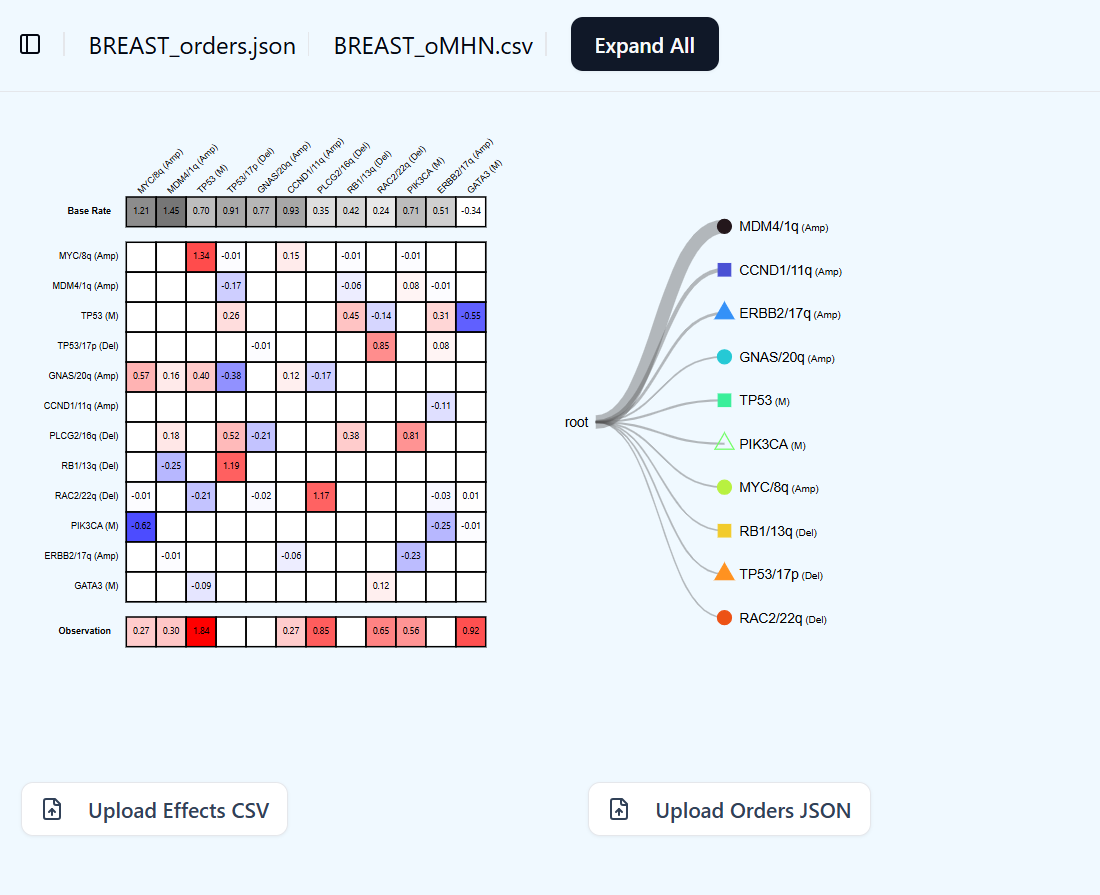 BREAST_orders.json BREAST_oMHN.csv Expand All
MYC/8q (Amp) MDM4/1q (Amp) TP53 (M) TP53/17p (Del) GNAS/20q (Amp) CCND1/11q (Amp) PLCG2/16q (Del) RB1/13q (Del) RAC2/22q (Del) PIK3CA (M) ERBB2/17q (Amp) GATA3 (M)
Base Rate 1.21 1.45 0.70 0.91 0.77 0.93 0.35 0.42 0.24 0.71 0.51 -0.34
MYC/8q (Amp) 1.34 -0.01 0.15 -0.01 -0.01
MDM4/1q (Amp) -0.17 -0.06 0.08 -0.01
TP53 (M) 0.26 0.45 -0.14 0.31 -0.55
TP53/17p (Del) -0.01 0.85 0.08
GNAS/20q (Amp) 0.57 0.16 0.40 -0.38 0.12 -0.17
CCND1/11q (Amp) -0.11
PLCG2/16q (Del) 0.18 0.52 -0.21 0.38 0.81
RB1/13q (Del) -0.25 1.19
RAC2/22q (Del) -0.01 -0.21 -0.02 1.17 -0.03 0.01
PIK3CA (M) -0.62 -0.25 -0.01
ERBB2/17q (Amp) -0.01 -0.06 -0.23
GATA3 (M) -0.09 0.12
Observation 0.27 0.30 1.84 0.27 0.85 0.65 0.56 0.92
root
MDM4/1q (Amp)
CCND1/11q (Amp)
ERBB2/17q (Amp)
GNAS/20q (Amp)
TP53 (M)
PIK3CA (M)
MYC/8q (Amp)
RB1/13q (Del)
TP53/17p (Del)
RAC2/22q (Del)
Upload Effects CSV Upload Orders JSON